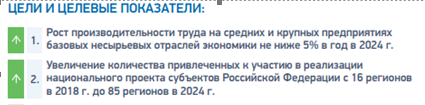 ЦЕЛИ И ЦЕЛЕВЫЕ ПОКАЗАТЕЛИ:
1. Рост производительности труда на средних и крупных предприятиях
базовых несырьевых отраслей экономики не ниже 5% в год в 2024 г.
2. Увеличение количества привлеченных к участию в реализации
национального проекта субъектов Российской Федерации с 16 регионов
в 2018 г. до 85 регионов в 2024 г.